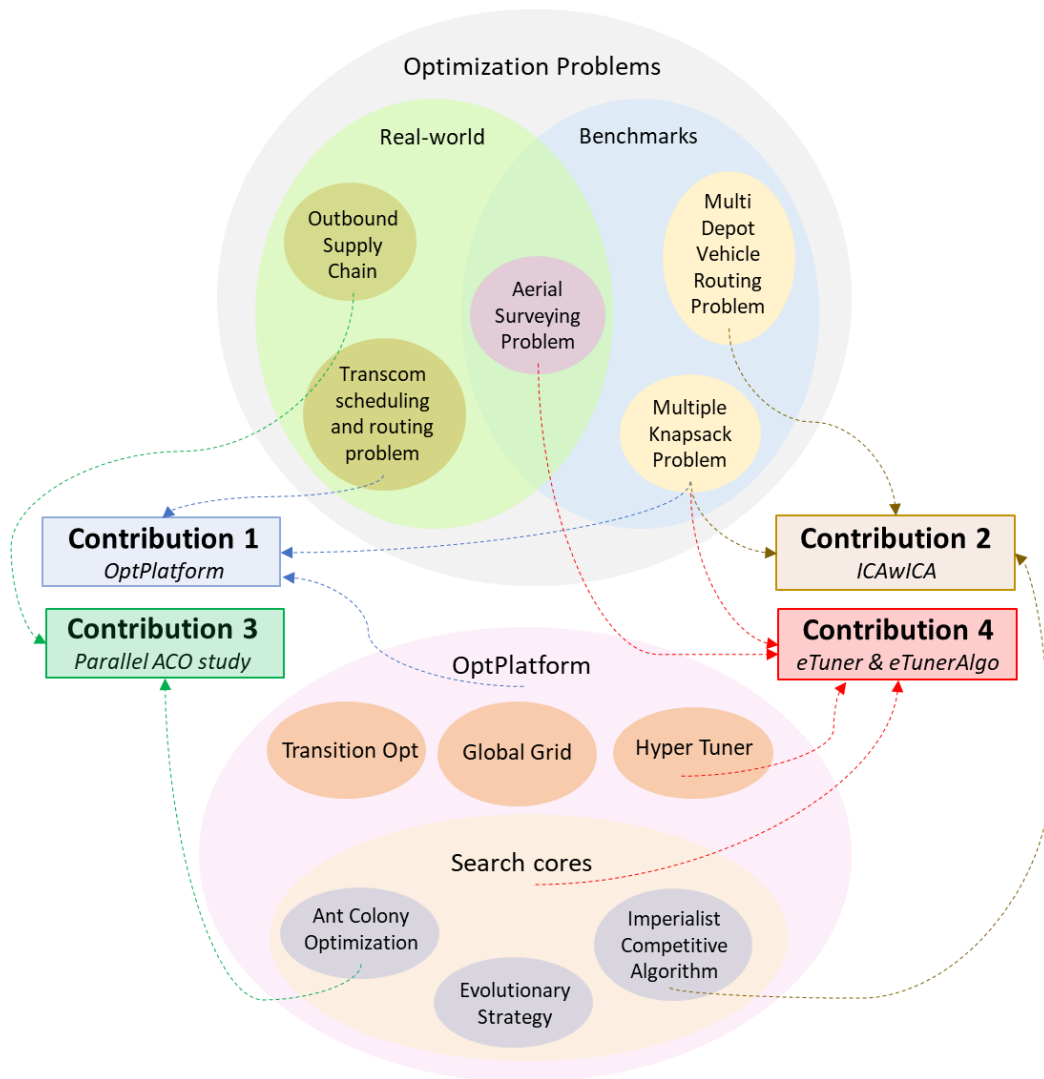 Optimization Problems
Real-world
Benchmarks
Outbound
Supply
Chain
Multi
Depot
Vehicle
Routing
Problem
Aerial
Surveying
Problem
Transcom
scheduling
and routing
problem
Multiple
Knapsack
Problem
Contribution 1
OptPlatform
Contribution 2
ICAwICA
Contribution 3
Parallel ACO study
Contribution 4
eTuner & eTunerAlgo
OptPlatform
Transition Opt
Global Grid
Hyper Tuner
Search cores
Ant Colony
Optimization
Imperialist
Competitive
Algorithm
Evolutionary
Strategy